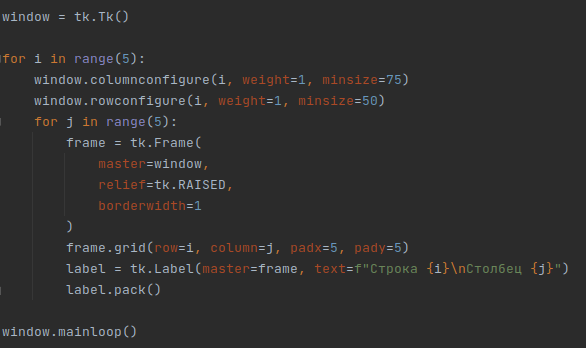 window = tk.Tk()
for i in range(5):
window.columnconfigure(i, weight=1, minsize=75)
window.rowconfigure(i, weight=1, minsize=50)
for j in range(5):
frame = tk.Frame(
master=window,
relief=tk.RAISED,
borderwidth=1
)
frame.grid(row=i, column=j, padx=5, pady=5)
label = tk.Label(master=frame, text=f"Строка {i}\nСтолбец {j}")
label.pack()
window.mainloop()